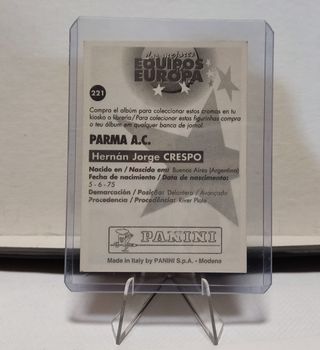 Los mejores
EQUIPOS
EUROPA
221
Compra el álbum para coleccionar estos cromos en tu
kiosko o librería / Para colecionar estas figurinhas compra
o teu álbum em qualquer banca de jornal.
PARMA A.C.
Hernán Jorge CRESPO
Nacido en / Nascido em: Buenos Aires (Argentina)
Fecha de nacimiento / Data de nascimento:
5 - 6 - 75
Demarcación / Posição: Delantero / Avançado
Procedencia / Procedência: River Plate
PANINI
Made in Italy by PANINI S.p.A. - Modena